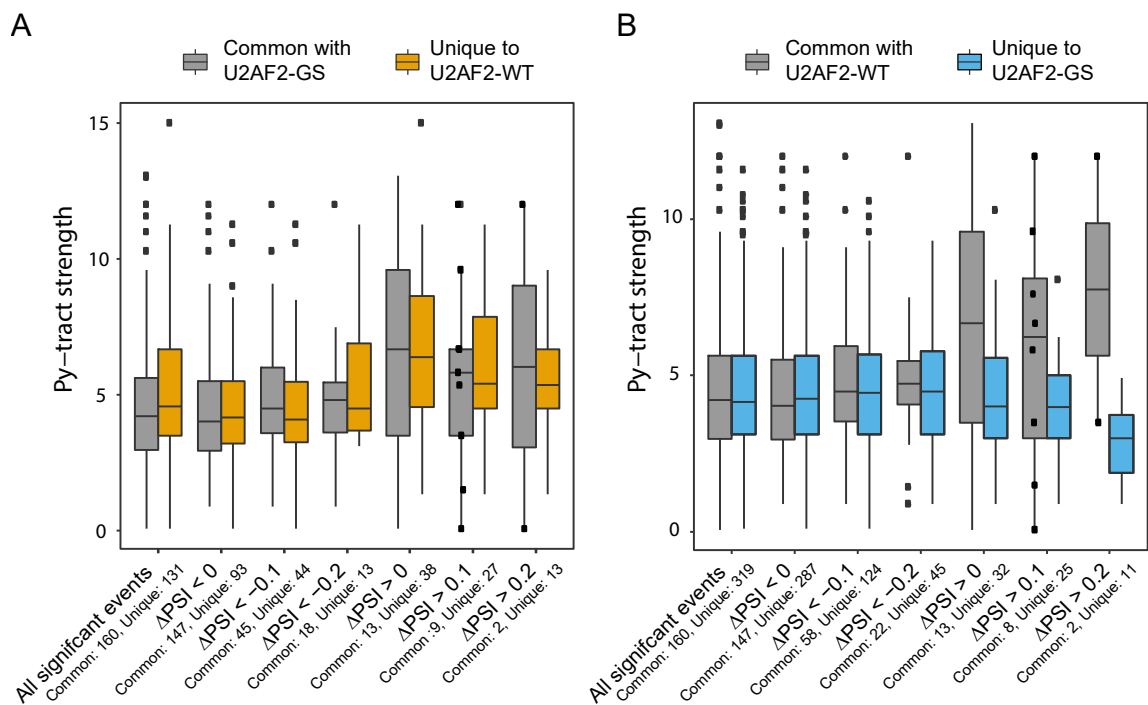 A
Common with
U2AF2-GS
Unique to
U2AF2-WT
Py-tract strength
15
10
5
0
All signifcant events
Common: 160, Unique: 131
ΔPSI < 0
Common: 147, Unique: 93
ΔPSI < -0.1
Common: 45, Unique: 44
ΔPSI < -0.2
Common: 18, Unique: 13
ΔPSI > 0
Common: 13, Unique: 38
ΔPSI > 0.1
Common: 9, Unique: 27
ΔPSI > 0.2
Common: 2, Unique: 13
B
Common with
U2AF2-WT
Unique to
U2AF2-GS
Py-tract strength
10
5
0
All signifcant events
Common: 160, Unique: 319
ΔPSI < 0
Common: 147, Unique: 287
ΔPSI < -0.1
Common: 58, Unique: 124
ΔPSI < -0.2
Common: 22, Unique: 45
ΔPSI > 0
Common: 13, Unique: 32
ΔPSI > 0.1
Common: 8, Unique: 25
ΔPSI > 0.2
Common: 2, Unique: 11